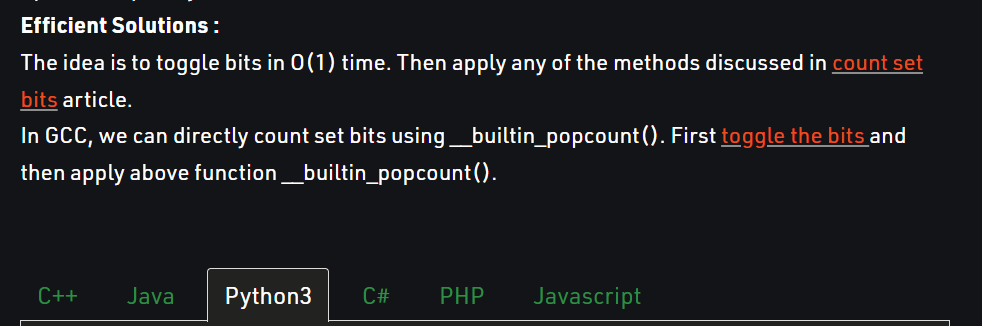 Efficient Solutions :
The idea is to toggle bits in O(1) time. Then apply any of the methods discussed in count set
bits article.
In GCC, we can directly count set bits using __builtin_popcount(). First toggle the bits and
then apply above function __builtin_popcount().
C++ Java Python3 C# PHP Javascript